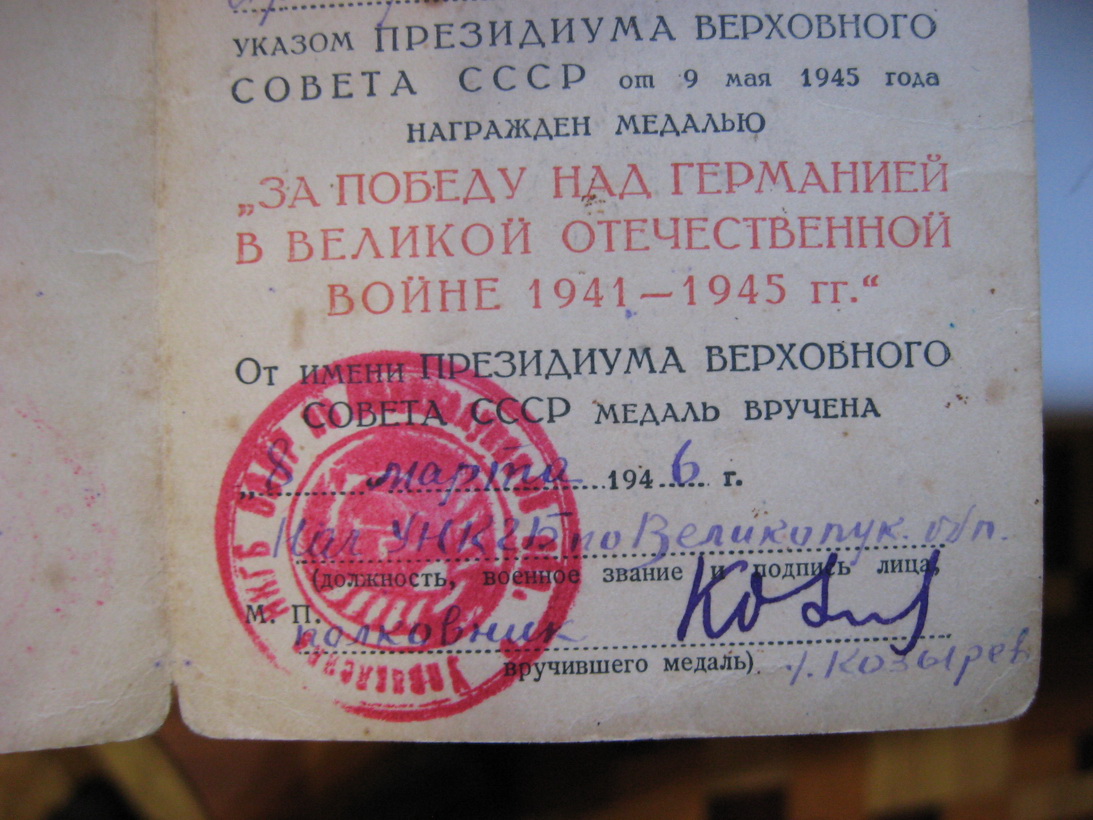 УКАЗОМ ПРЕЗИДИУМА ВЕРХОВНОГО
СОВЕТА СССР от 9 мая 1945 года
НАГРАЖДЕН МЕДАЛЬЮ
„ЗА ПОБЕДУ НАД ГЕРМАНИЕЙ
В ВЕЛИКОЙ ОТЕЧЕСТВЕННОЙ
ВОЙНЕ 1941—1945 гг.“
От имени ПРЕЗИДИУМА ВЕРХОВНОГО
СОВЕТА СССР МЕДАЛЬ ВРУЧЕНА
„8 марта 1946 г.
Нач УНКГБ по Великолук. обл.
(должность, военное звание и подпись лица,
М. П.
полковник
вручившего медаль)
/. Козырев